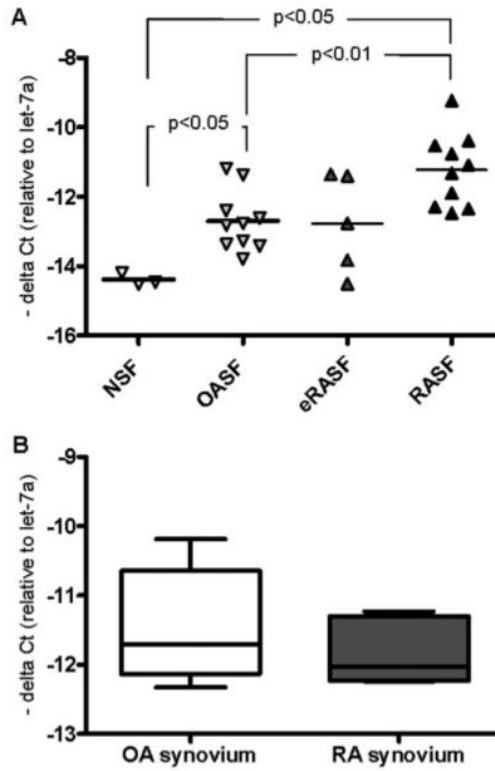 A
p<0.05
p<0.01
p<0.05
- delta Ct (relative to let-7a)
-8
-10
-12
-14
-16
NSF
OASF
eRASF
RASF
B
- delta Ct (relative to let-7a)
-9
-10
-11
-12
-13
OA synovium
RA synovium